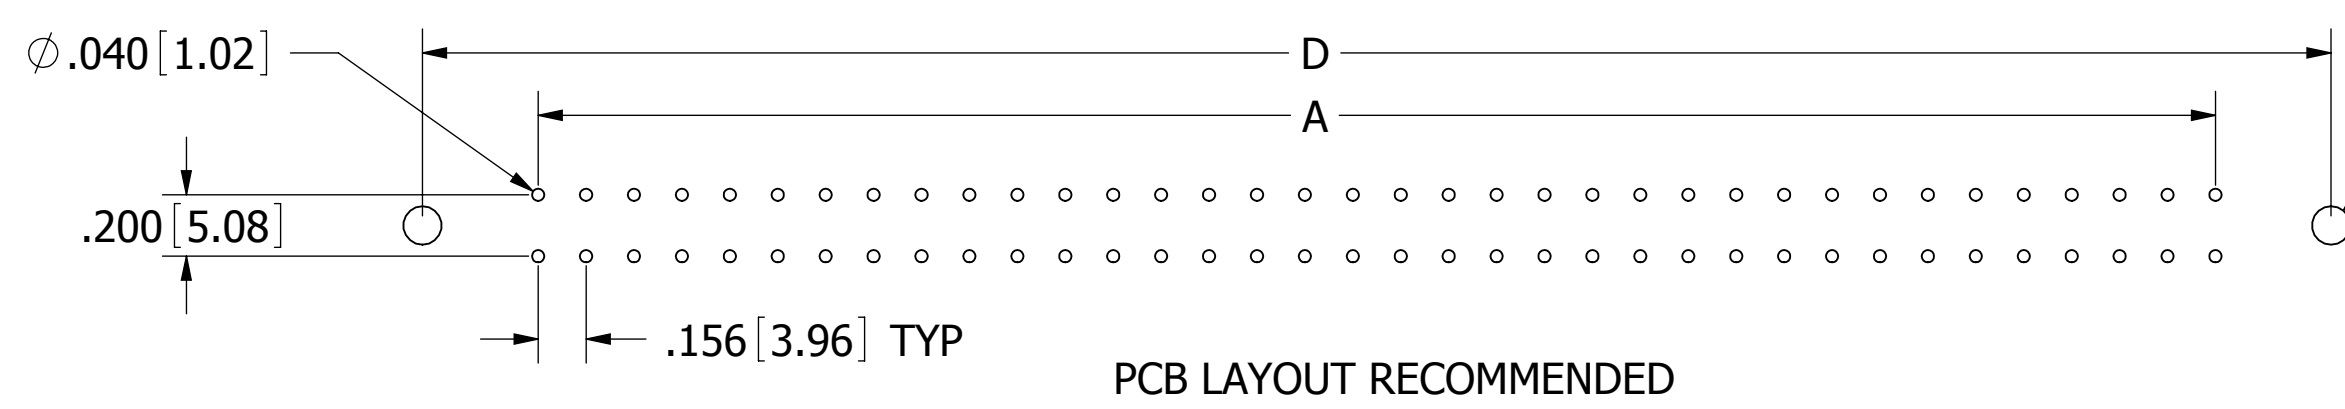 ∅.040[1.02]
D
A
.200[5.08]
.156[3.96] TYP
PCB LAYOUT RECOMMENDED